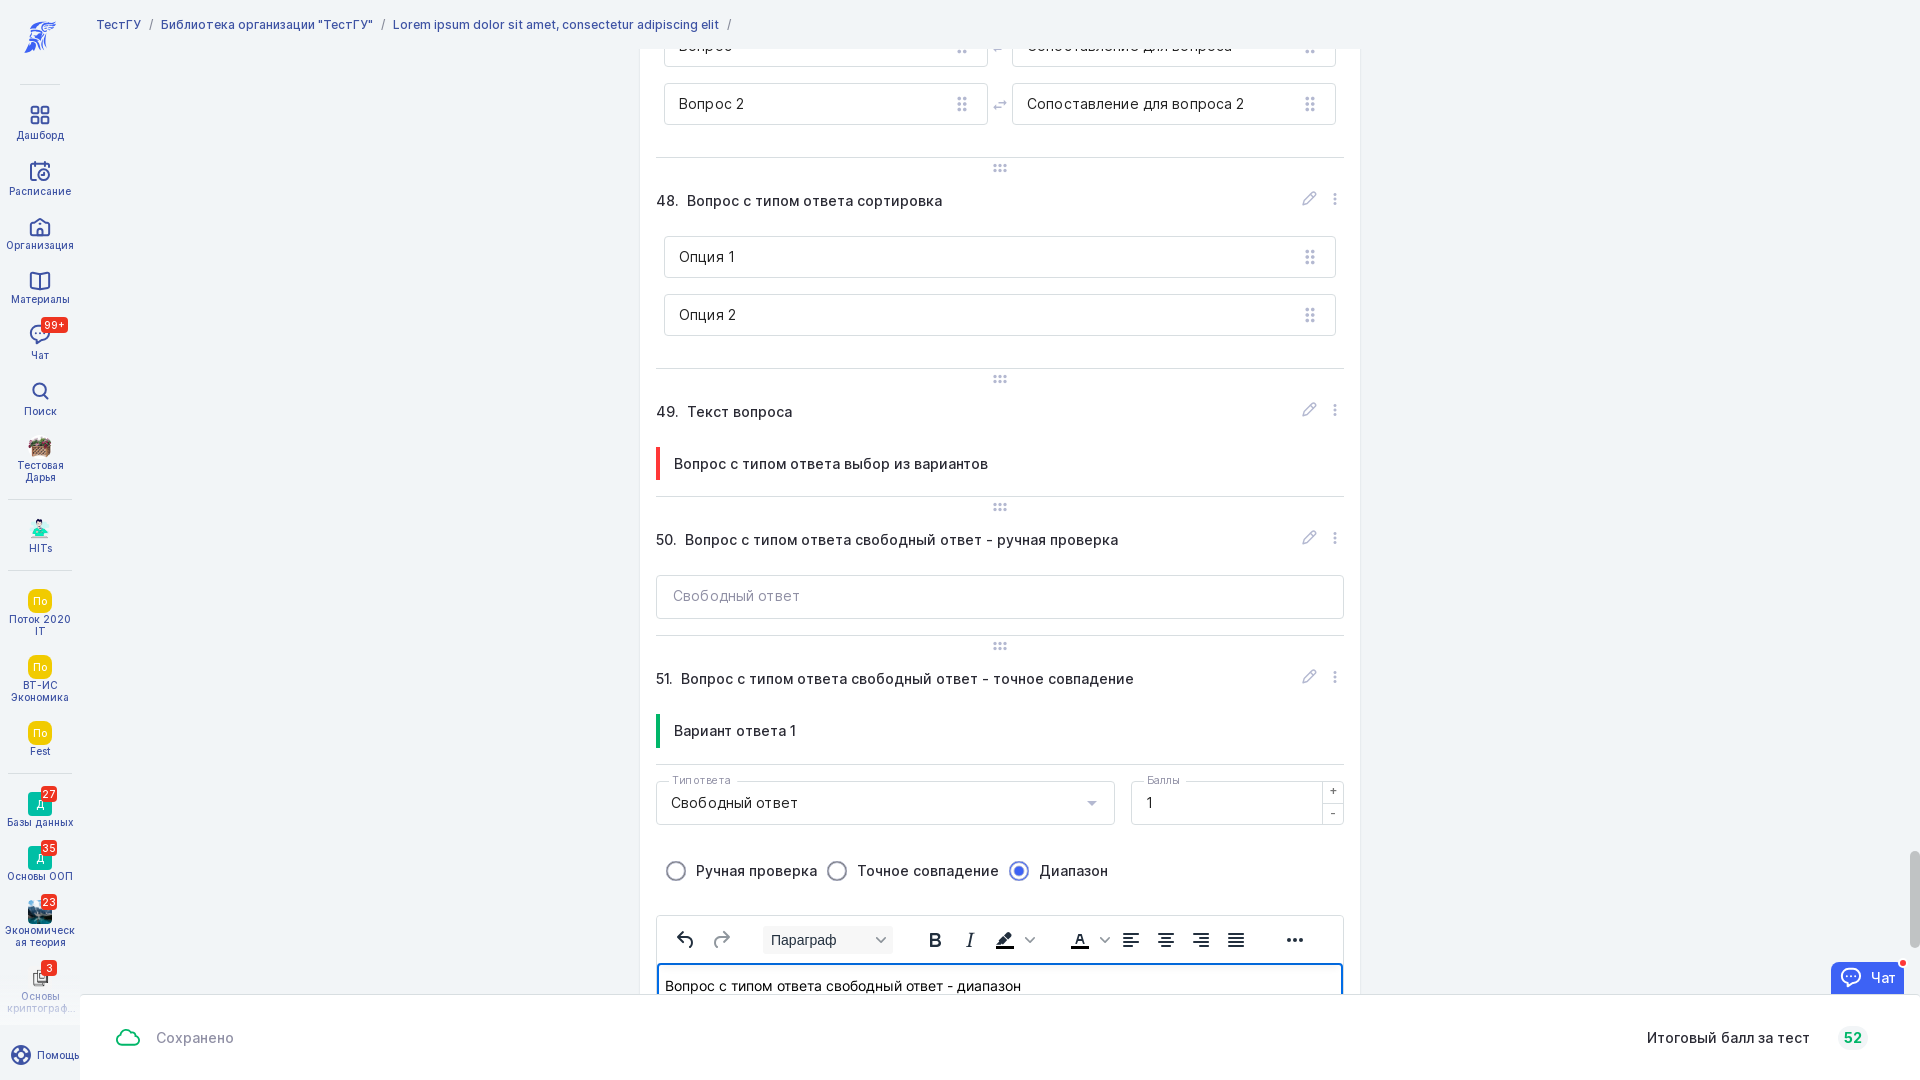 ТестГУ / Библиотека организации "ТестГУ" / Lorem ipsum dolor sit amet, consectetur adipiscing elit /
Дашборд
Расписание
Организация
Материалы
99+
Чат
Поиск
Тестовая
Дарья
HITs
По
Поток 2020
IT
По
ВТ-ИС
Экономика
По
Fest
27
Д
Базы данных
35
Д
Основы ООП
23
Экономическ
ая теория
3
Основы
криптограф...
Помощь
Вопрос
Сопоставление для вопроса
Вопрос 2
Сопоставление для вопроса 2
48. Вопрос с типом ответа сортировка
Опция 1
Опция 2
49. Текст вопроса
Вопрос с типом ответа выбор из вариантов
50. Вопрос с типом ответа свободный ответ - ручная проверка
Свободный ответ
51. Вопрос с типом ответа свободный ответ - точное совпадение
Вариант ответа 1
Тип ответа
Свободный ответ
Баллы
1
+
-
Ручная проверка
Точное совпадение
Диапазон
Параграф
B I A
Вопрос с типом ответа свободный ответ - диапазон
Чат
Сохранено
Итоговый балл за тест 52